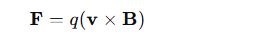 F = q(v × B)